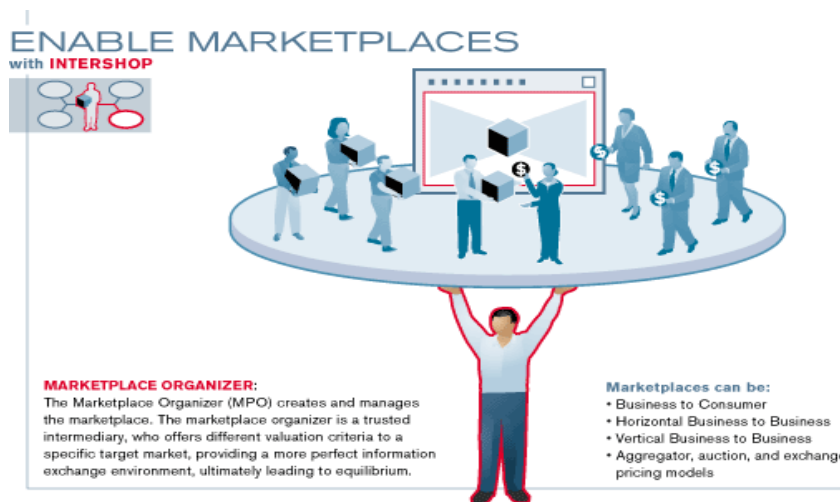 ENABLE MARKETPLACES
with INTERSHOP
$
$
$
$
MARKETPLACE ORGANIZER:
The Marketplace Organizer (MPO) creates and manages
the marketplace. The marketplace organizer is a trusted
intermediary, who offers different valuation criteria to a
specific target market, providing a more perfect information
exchange environment, ultimately leading to equilibrium.
Marketplaces can be:
• Business to Consumer
• Horizontal Business to Business
• Vertical Business to Business
• Aggregator, auction, and exchange
pricing models